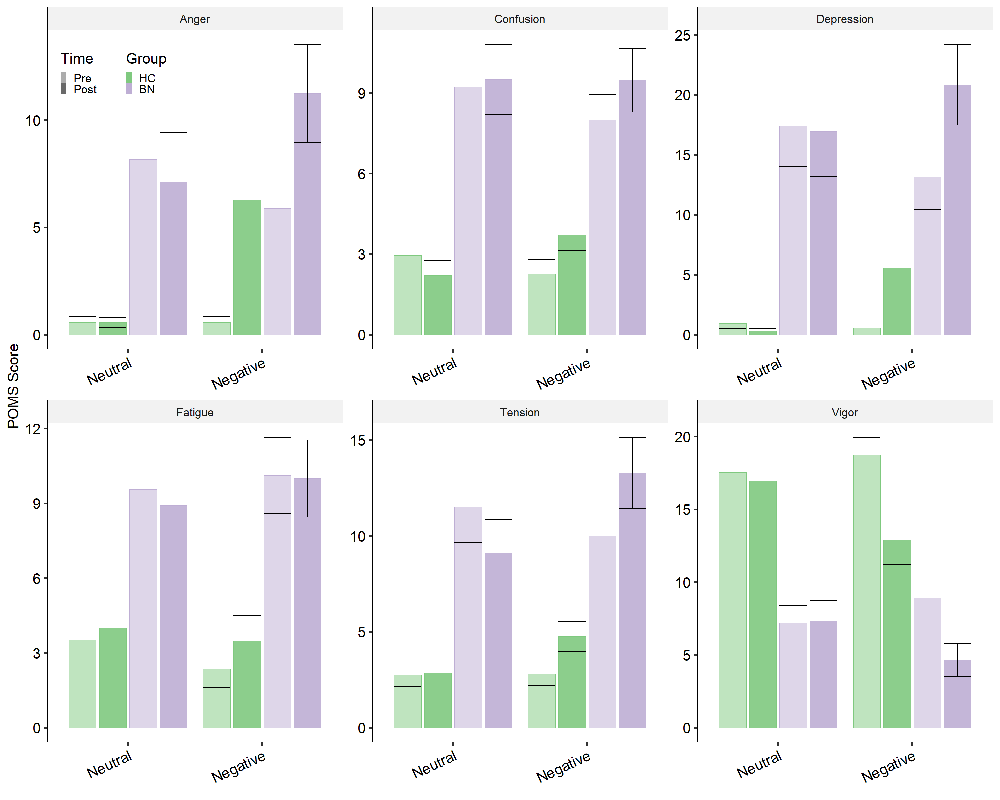 Anger
Confusion
Depression
Time
Group
Pre
HC
Post
BN
10
5
0
9
6
3
0
25
20
15
10
5
0
Neutral
Negative
Neutral
Negative
Neutral
Negative
POMS Score
Fatigue
Tension
Vigor
12
9
6
3
0
15
10
5
0
20
15
10
5
0
Neutral
Negative
Neutral
Negative
Neutral
Negative